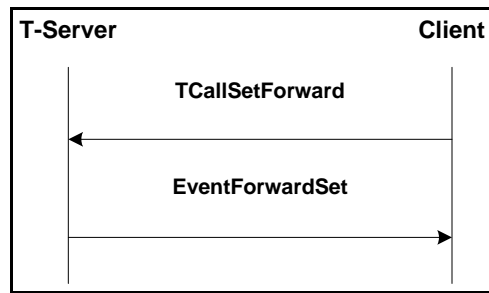 T-Server Client
TCallSetForward
EventForwardSet